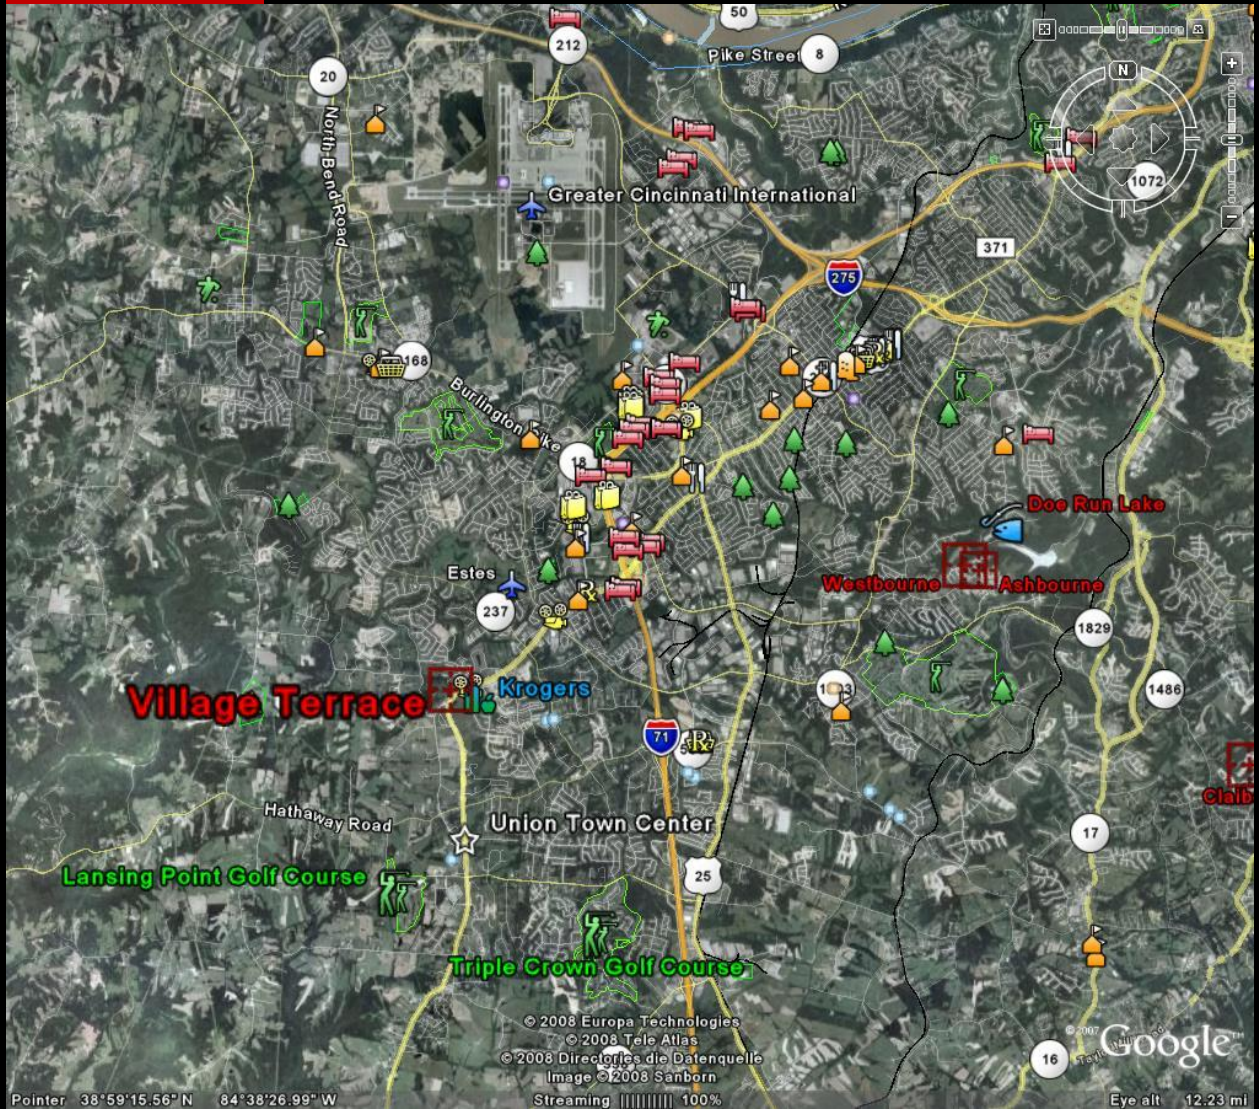 50
212
Pike Street
8
20
N
North Bend Road
1072
Greater Cincinnati International
371
275
168
Burlington Pike
18
Doe Run Lake
Westbourne
Ashbourne
Estes
237
1829
Village Terrace
Krogers
1486
71
Claib
Hathaway Road
Union Town Center
17
Lansing Point Golf Course
25
Triple Crown Golf Course
© 2008 Europa Technologies
© 2008 Tele Atlas
© 2008 Directories die Datenquelle
Image © 2008 Sanborn
© 2007 Google™
16
Pointer 38°59'15.56" N 84°38'26.99" W
Streaming |||||||||| 100%
Eye alt 12.23 mi